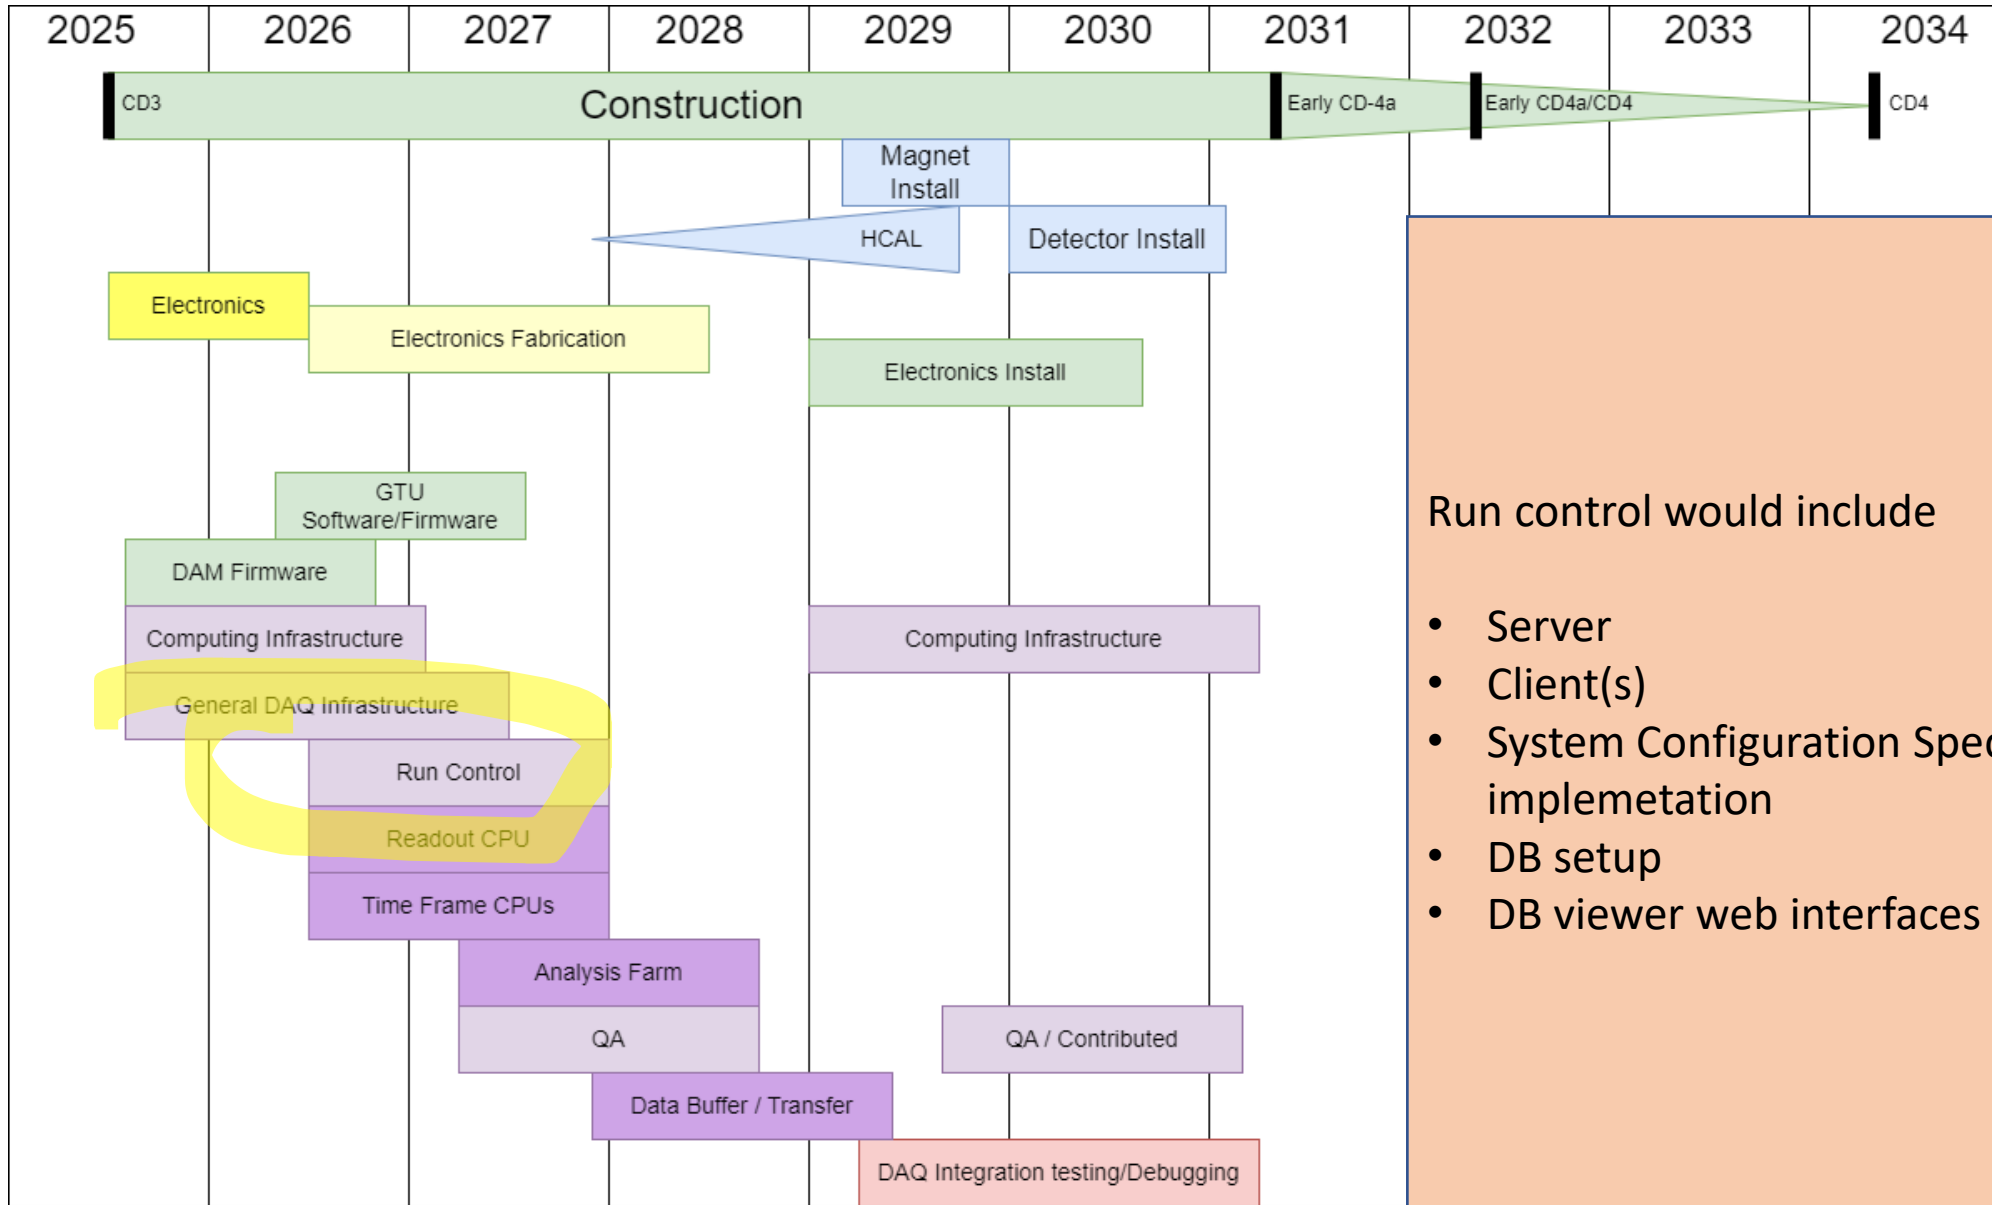 2025 2026 2027 2028 2029 2030 2031 2032 2033 2034
CD3 Construction Early CD-4a Early CD4a/CD4 CD4
Magnet
Install
HCAL Detector Install
Electronics
Electronics Fabrication
Electronics Install
GTU
Software/Firmware
DAM Firmware
Computing Infrastructure Computing Infrastructure
General DAQ Infrastructure
Run Control
Readout CPU
Time Frame CPUs
Analysis Farm
QA QA / Contributed
Data Buffer / Transfer
DAQ Integration testing/Debugging
Run control would include
• Server
• Client(s)
• System Configuration Spec
implemetation
• DB setup
• DB viewer web interfaces